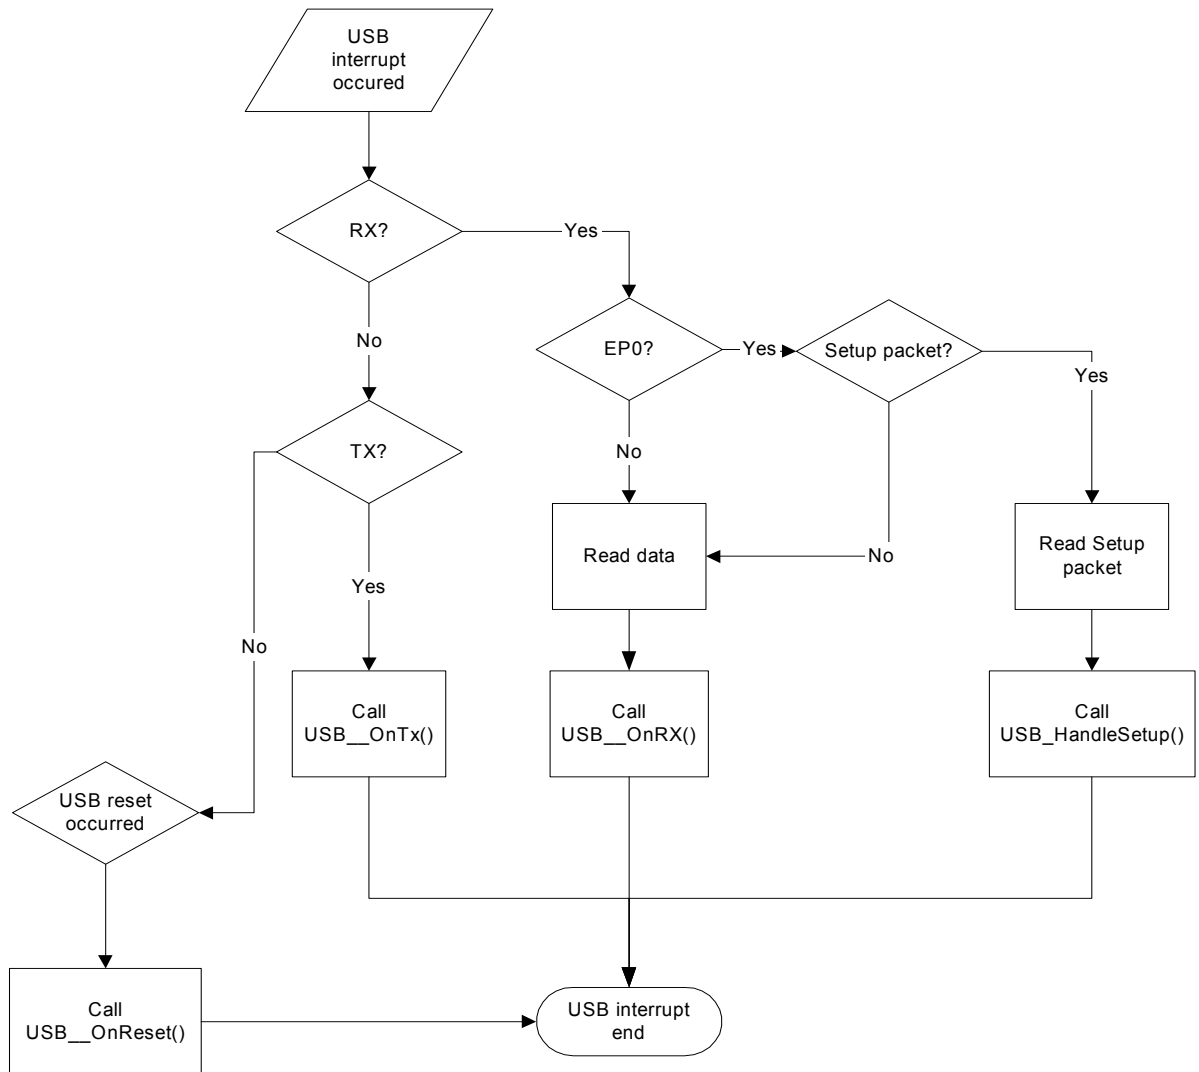 USB
interrupt
occured
RX?
Yes
No
EP0?
Yes
Setup packet?
Yes
TX?
No
Read data
No
Read Setup
packet
Yes
No
Call
USB__OnTx()
Call
USB__OnRX()
Call
USB_HandleSetup()
USB reset
occurred
Call
USB__OnReset()
USB interrupt
end